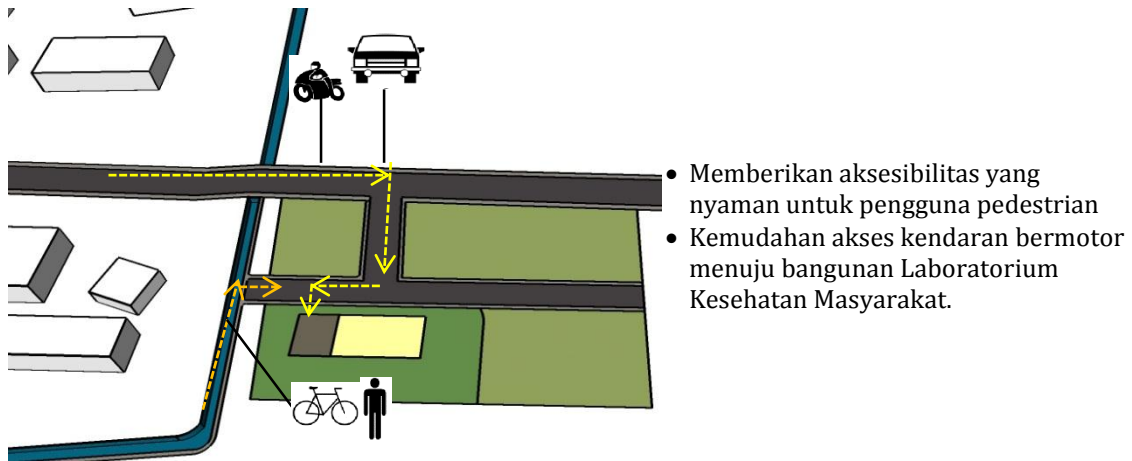 • Memberikan aksesibilitas yang
nyaman untuk pengguna pedestrian
• Kemudahan akses kendaran bermotor
menuju bangunan Laboratorium
Kesehatan Masyarakat.